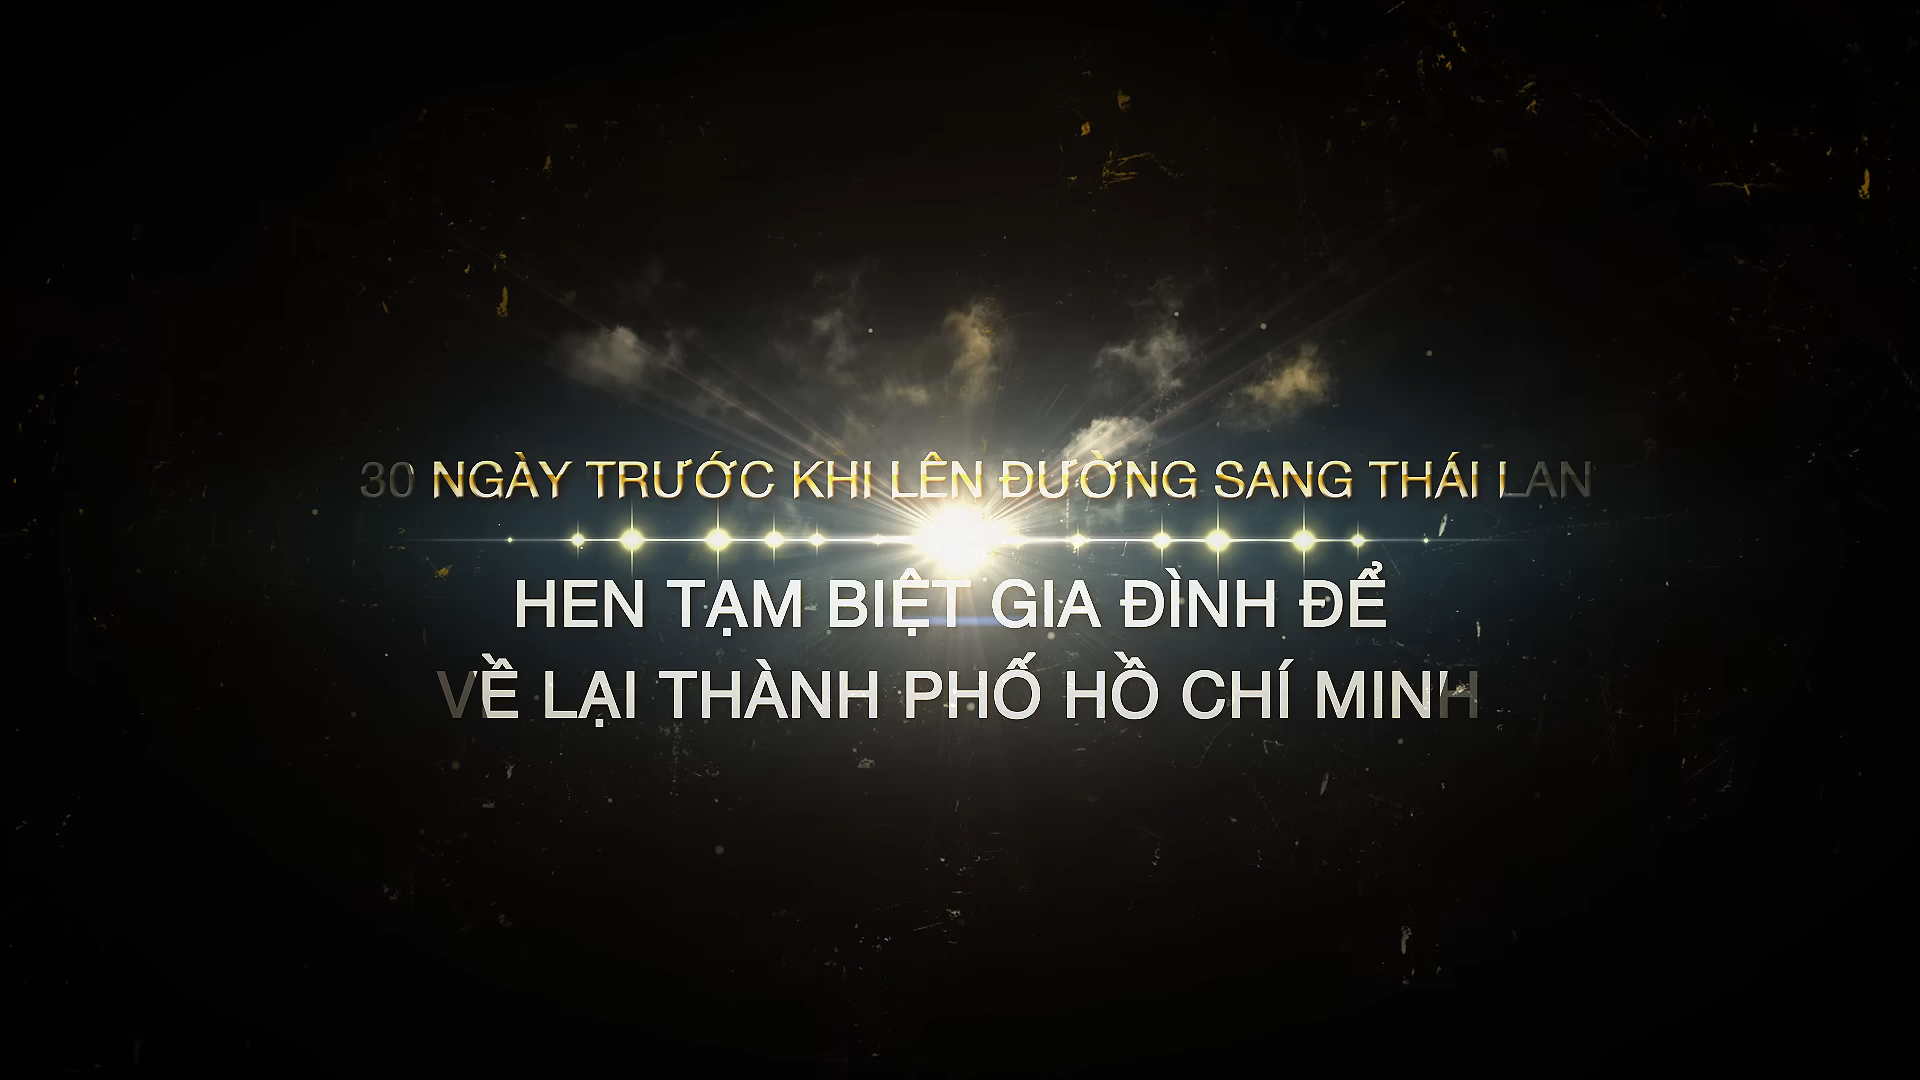 30 NGÀY TRƯỚC KHI LÊN ĐƯỜNG SANG THÁI LAN
HEN TẠM BIỆT GIA ĐÌNH ĐỂ
VỀ LẠI THÀNH PHỐ HỒ CHÍ MINH